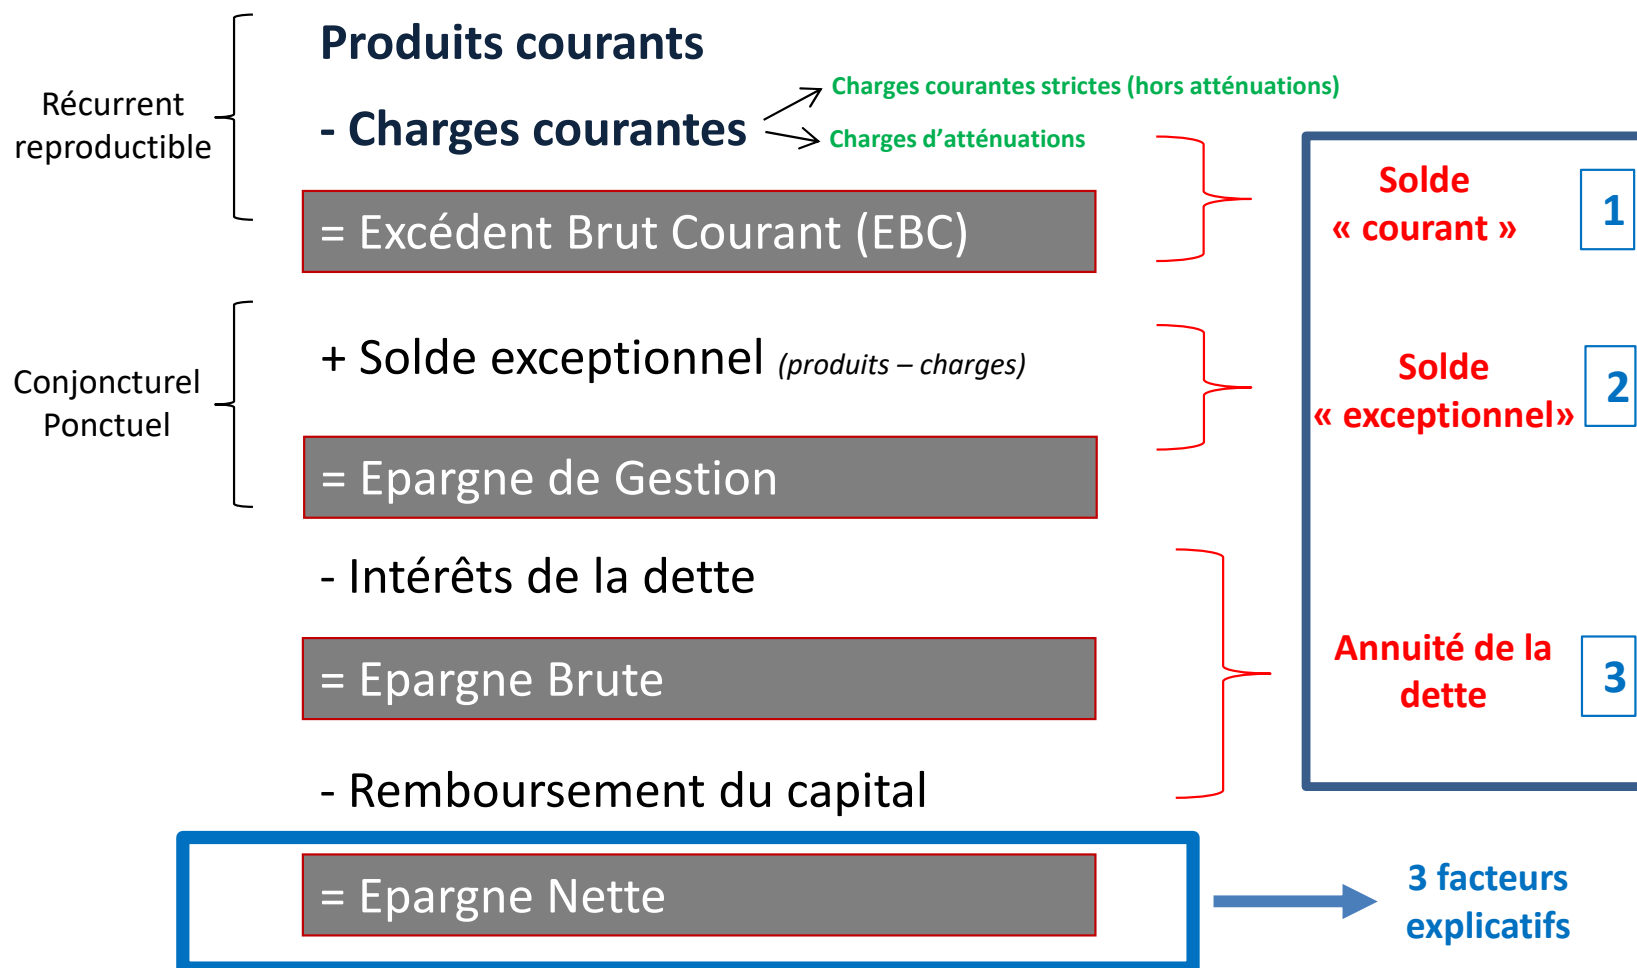 Produits courants
Récurrent
reproductible
- Charges courantes
Charges courantes strictes (hors atténuations)
Charges d’atténuations
= Excédent Brut Courant (EBC)
Solde
« courant »
1
Conjoncturel
Ponctuel
+ Solde exceptionnel (produits – charges)
Solde
« exceptionnel»
2
= Epargne de Gestion
- Intérêts de la dette
= Epargne Brute
Annuité de la
dette
3
- Remboursement du capital
= Epargne Nette
3 facteurs
explicatifs